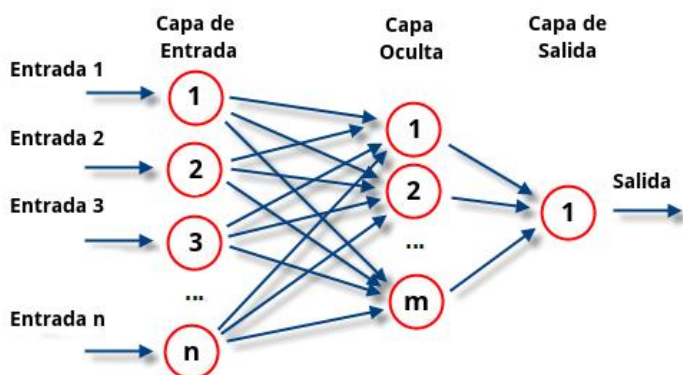 Capa de
Entrada
Capa
Oculta
Capa de
Salida
Entrada 1
1
Entrada 2
2
Entrada 3
3
...
Entrada n
n
1
2
...
m
1
Salida